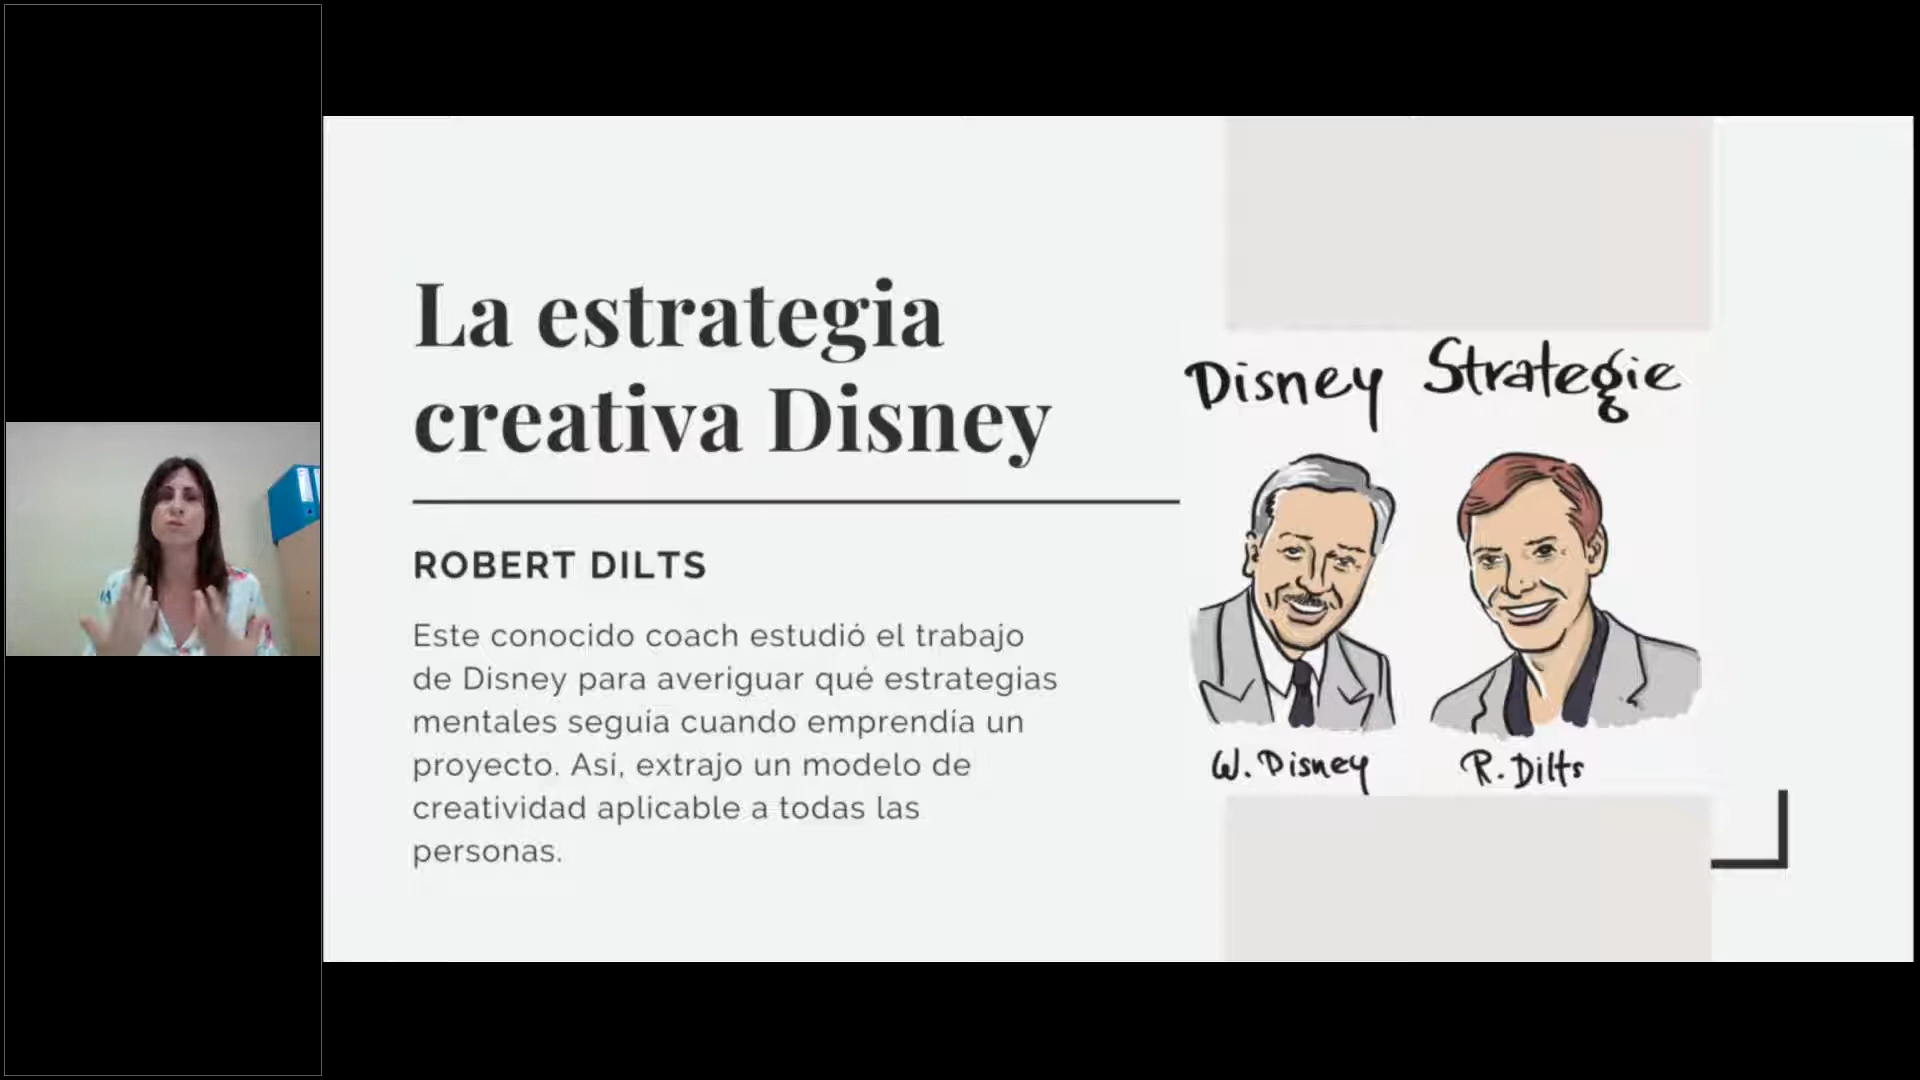 La estrategia
creativa Disney
ROBERT DILTS
Este conocido coach estudió el trabajo
de Disney para averiguar qué estrategias
mentales seguía cuando emprendía un
proyecto. Así, extrajo un modelo de
creatividad aplicable a todas las
personas.
Disney Strategie
W. Disney
R. Dilts